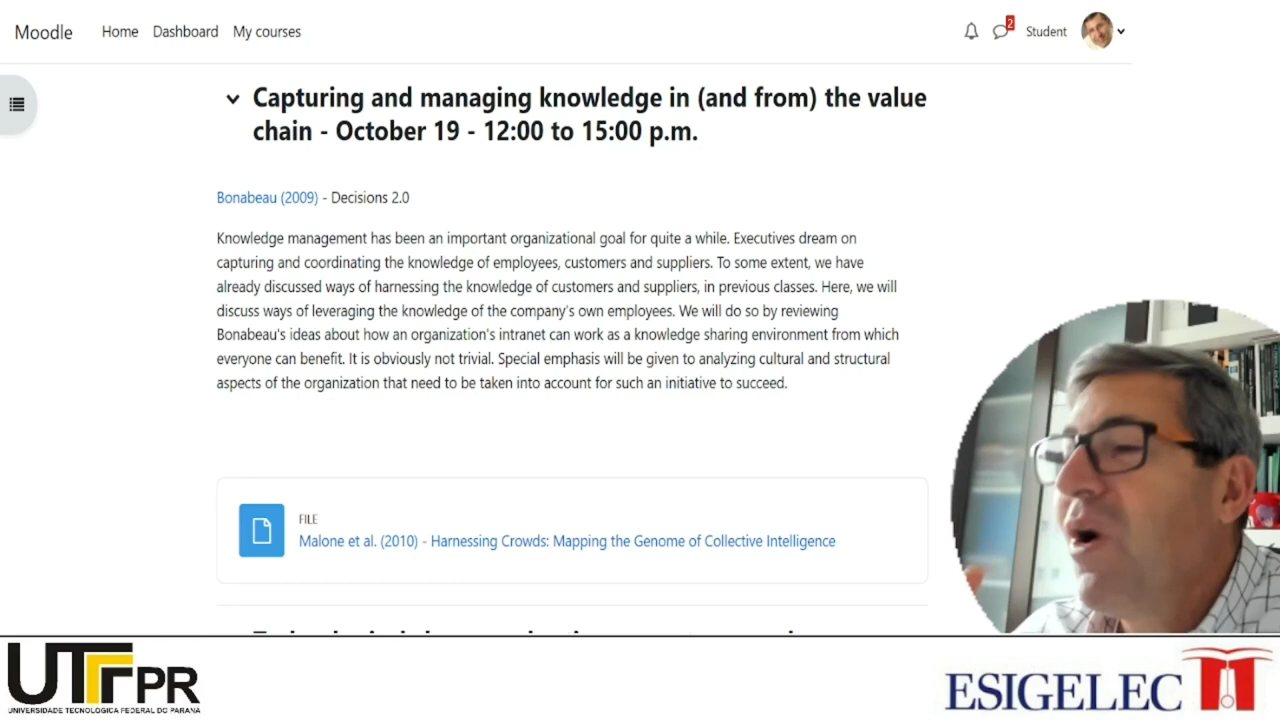 Moodle Home Dashboard My courses 2 Student
Capturing and managing knowledge in (and from) the value
chain - October 19 - 12:00 to 15:00 p.m.
Bonabeau (2009) - Decisions 2.0
Knowledge management has been an important organizational goal for quite a while. Executives dream on
capturing and coordinating the knowledge of employees, customers and suppliers. To some extent, we have
already discussed ways of harnessing the knowledge of customers and suppliers, in previous classes. Here, we will
discuss ways of leveraging the knowledge of the company's own employees. We will do so by reviewing
Bonabeau's ideas about how an organization's intranet can work as a knowledge sharing environment from which
everyone can benefit. It is obviously not trivial. Special emphasis will be given to analyzing cultural and structural
aspects of the organization that need to be taken into account for such an initiative to succeed.
FILE
Malone et al. (2010) - Harnessing Crowds: Mapping the Genome of Collective Intelligence
UTFPR
UNIVERSIDADE TECNOLÓGICA FEDERAL DO PARANÁ
ESIGELEC